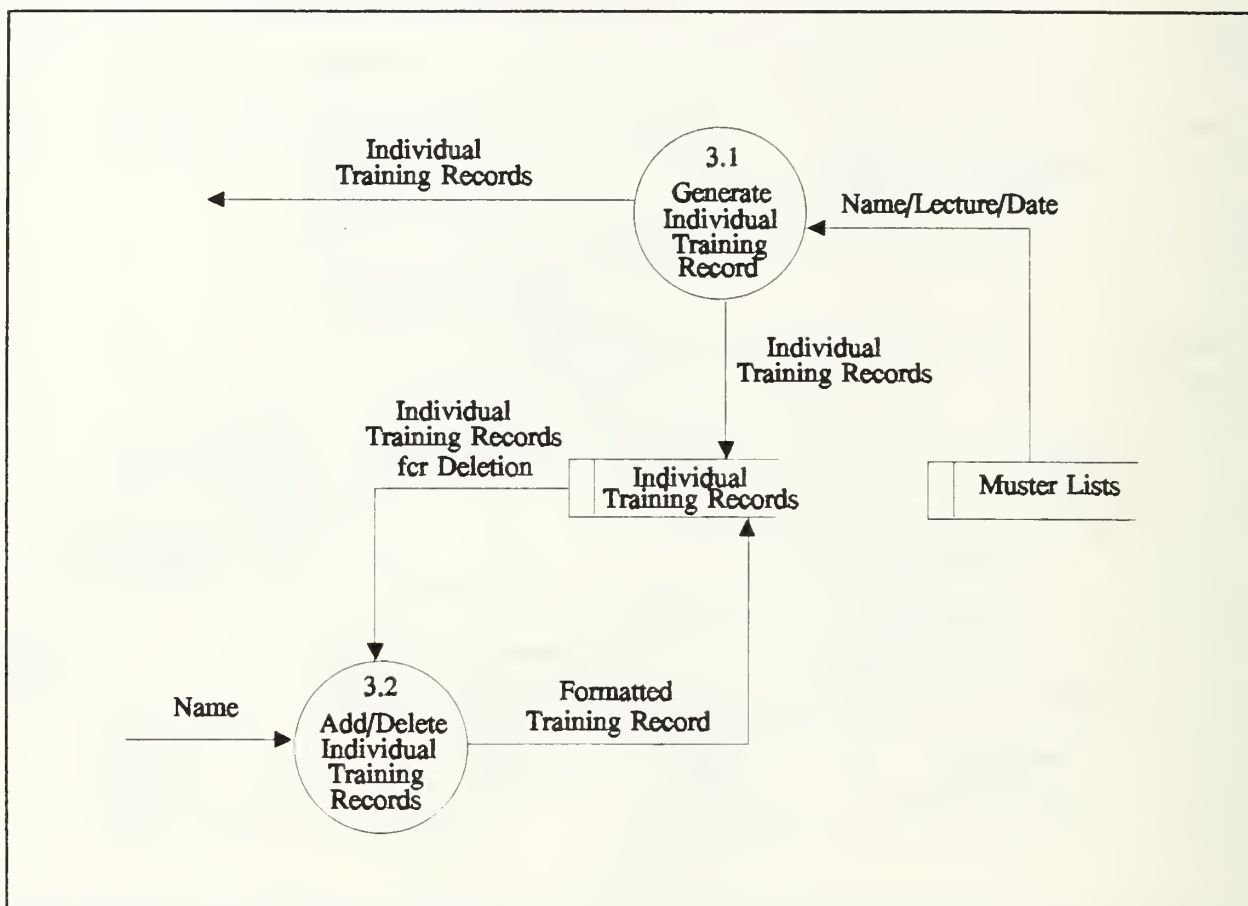 3.1
Generate
Individual
Training
Record
Individual
Training Records
Name/Lecture/Date
Individual
Training Records
Individual
Training Records
fcr Deletion
Individual
Training Records
Muster Lists
3.2
Add/Delete
Individual
Training
Records
Name
Formatted
Training Record